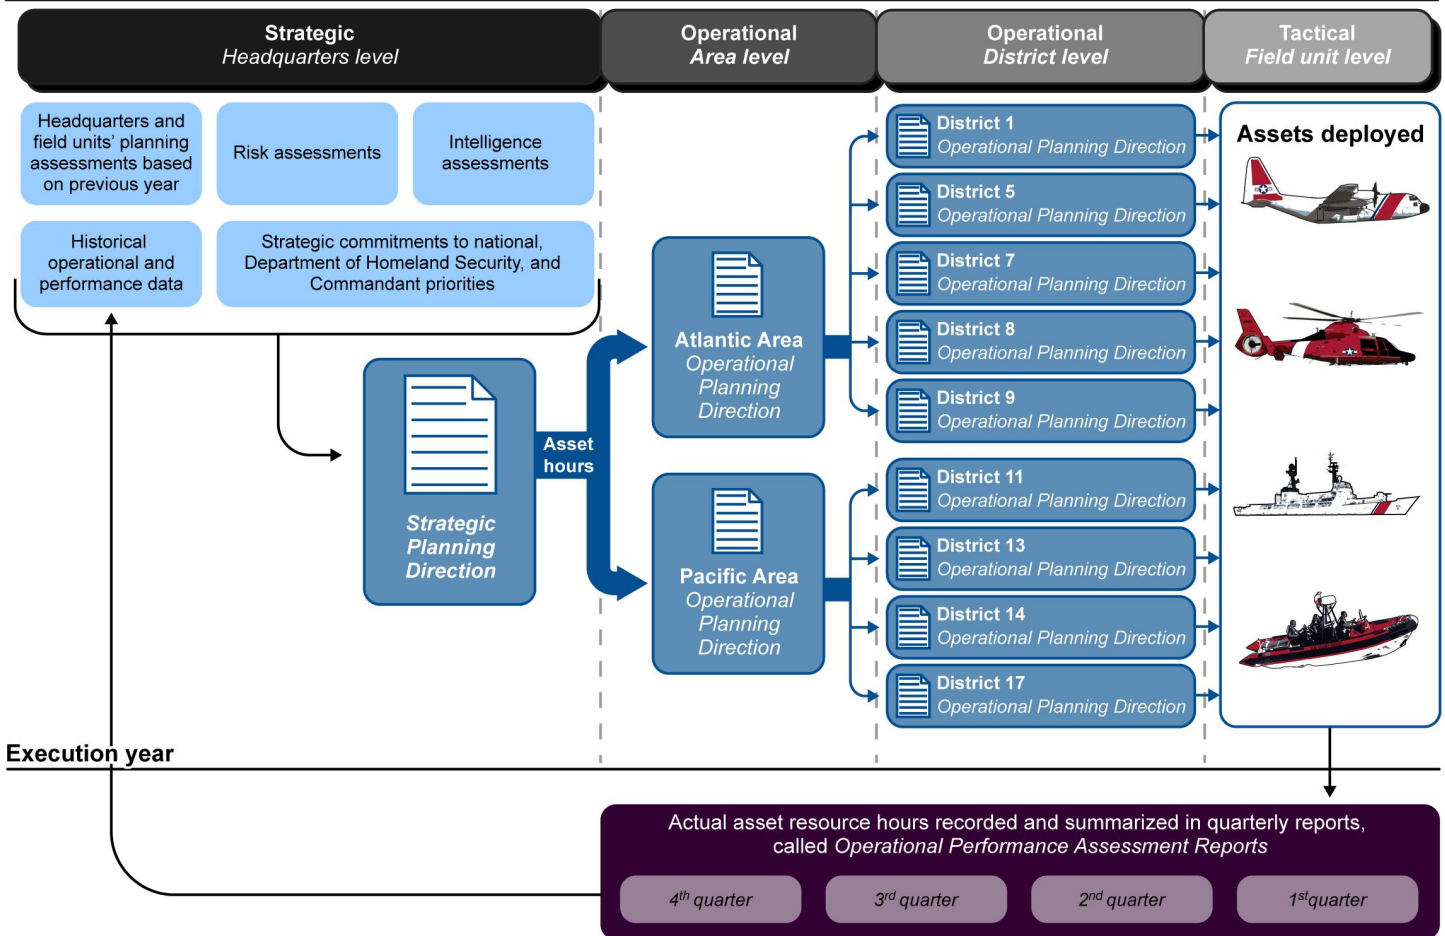 Strategic
Headquarters level
Operational
Area level
Operational
District level
Tactical
Field unit level
Headquarters and
field units' planning
assessments based
on previous year
Risk assessments
Intelligence
assessments
Historical
operational and
performance data
Strategic commitments to national,
Department of Homeland Security, and
Commandant priorities
Strategic
Planning
Direction
Asset
hours
Atlantic Area
Operational
Planning
Direction
Pacific Area
Operational
Planning
Direction
District 1
Operational Planning Direction
District 5
Operational Planning Direction
District 7
Operational Planning Direction
District 8
Operational Planning Direction
District 9
Operational Planning Direction
District 11
Operational Planning Direction
District 13
Operational Planning Direction
District 14
Operational Planning Direction
District 17
Operational Planning Direction
Assets deployed
Execution year
Actual asset resource hours recorded and summarized in quarterly reports,
called Operational Performance Assessment Reports
4th quarter
3rd quarter
2nd quarter
1stquarter